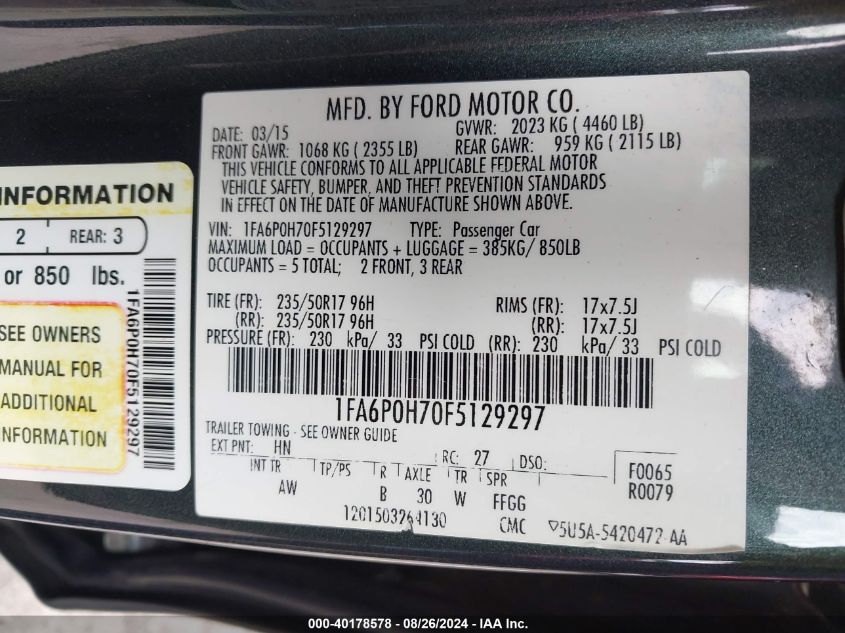 MFD. BY FORD MOTOR CO.
DATE: 03/15 GVWR: 2023 KG ( 4460 LB)
FRONT GAWR: 1068 KG ( 2355 LB) REAR GAWR: 959 KG ( 2115 LB)
THIS VEHICLE CONFORMS TO ALL APPLICABLE FEDERAL MOTOR
VEHICLE SAFETY, BUMPER, AND THEFT PREVENTION STANDARDS
IN EFFECT ON THE DATE OF MANUFACTURE SHOWN ABOVE.
VIN: 1FA6P0H70F5129297 TYPE: Passenger Car
MAXIMUM LOAD = OCCUPANTS + LUGGAGE = 385KG/ 850LB
OCCUPANTS = 5 TOTAL; 2 FRONT, 3 REAR
TIRE (FR): 235/50R17 96H RIMS (FR): 17x7.5J
(RR): 235/50R17 96H (RR): 17x7.5J
PRESSURE (FR): 230 kPa/ 33 PSI COLD (RR): 230 kPa/ 33 PSI COLD
1FA6P0H70F5129297
TRAILER TOWING - SEE OWNER GUIDE
EXT PNT: HN RC: 27 DSO: F0065
INT TR TP/PS R AXLE TR SPR R0079
AW B 30 W FFGG
1201503264130 CMC ▽5U5A-5420472-AA
INFORMATION
2 REAR: 3
or 850 lbs.
SEE OWNERS
MANUAL FOR
ADDITIONAL
INFORMATION
1FA6P0H70F5129297
000-40178578 - 08/26/2024 - IAA Inc.